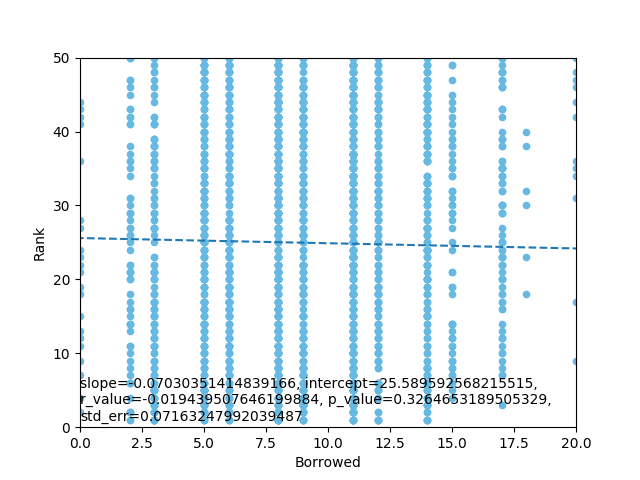 50
40
30
20
10
0
Rank
slope=-0.07030351414839166, intercept=25.589592568215515,
r_value=-0.019439507646199884, p_value=0.3264653189505329,
std_err=0.07163247992039487
0.0 2.5 5.0 7.5 10.0 12.5 15.0 17.5 20.0
Borrowed